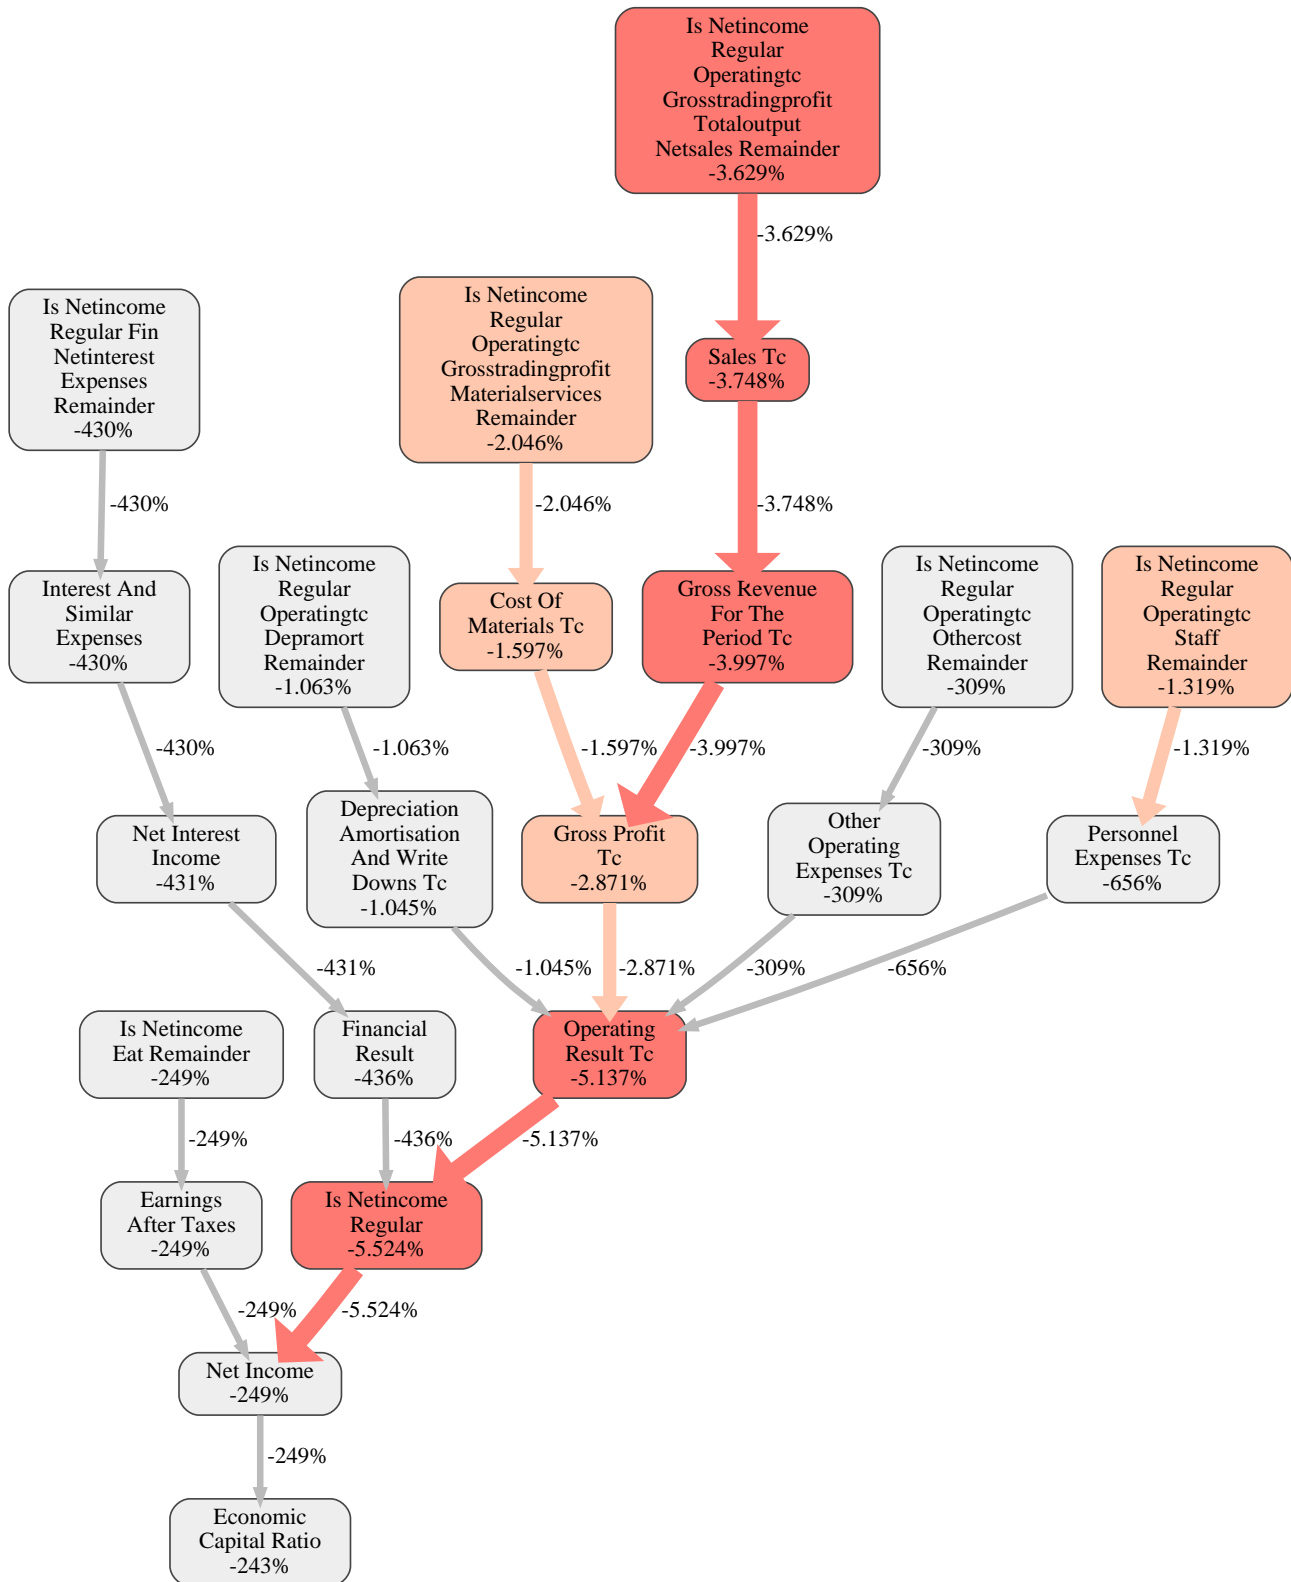 Is Netincome
Regular
Operatingtc
Grosstradingprofit
Totaloutput
Netsales Remainder
-3.629%
-3.629%
Is Netincome
Regular Fin
Netinterest
Expenses
Remainder
-430%
Is Netincome
Regular
Operatingtc
Grosstradingprofit
Materialservices
Remainder
-2.046%
Sales Tc
-3.748%
-430%
-2.046%
-3.748%
Interest And
Similar
Expenses
-430%
Is Netincome
Regular
Operatingtc
Depramort
Remainder
-1.063%
Cost Of
Materials Tc
-1.597%
Gross Revenue
For The
Period Tc
-3.997%
Is Netincome
Regular
Operatingtc
Othercost
Remainder
-309%
Is Netincome
Regular
Operatingtc
Staff
Remainder
-1.319%
-430%
-1.063%
-1.597%
-3.997%
-309%
-1.319%
Net Interest
Income
-431%
Depreciation
Amortisation
And Write
Downs Tc
-1.045%
Gross Profit
Tc
-2.871%
Other
Operating
Expenses Tc
-309%
Personnel
Expenses Tc
-656%
-431%
-1.045%
-2.871%
-309%
-656%
Is Netincome
Eat Remainder
-249%
Financial
Result
-436%
Operating
Result Tc
-5.137%
-249%
-436%
-5.137%
Earnings
After Taxes
-249%
Is Netincome
Regular
-5.524%
-249%
-5.524%
Net Income
-249%
-249%
Economic
Capital Ratio
-243%